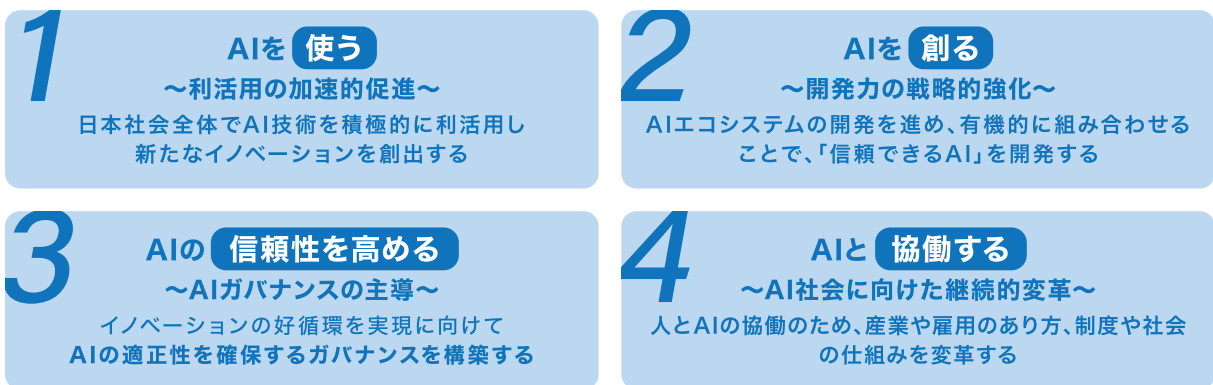 1
AIを 使う
～利活用の加速的促進～
日本社会全体でAI技術を積極的に利活用し
新たなイノベーションを創出する
2
AIを 創る
～開発力の戦略的強化～
AIエコシステムの開発を進め、有機的に組み合わせる
ことで、「信頼できるAI」を開発する
3
AIの 信頼性を高める
～AIガバナンスの主導～
イノベーションの好循環を実現に向けて
AIの適正性を確保するガバナンスを構築する
4
AIと 協働する
～AI社会に向けた継続的変革～
人とAIの協働のため、産業や雇用のあり方、制度や社会
の仕組みを変革する